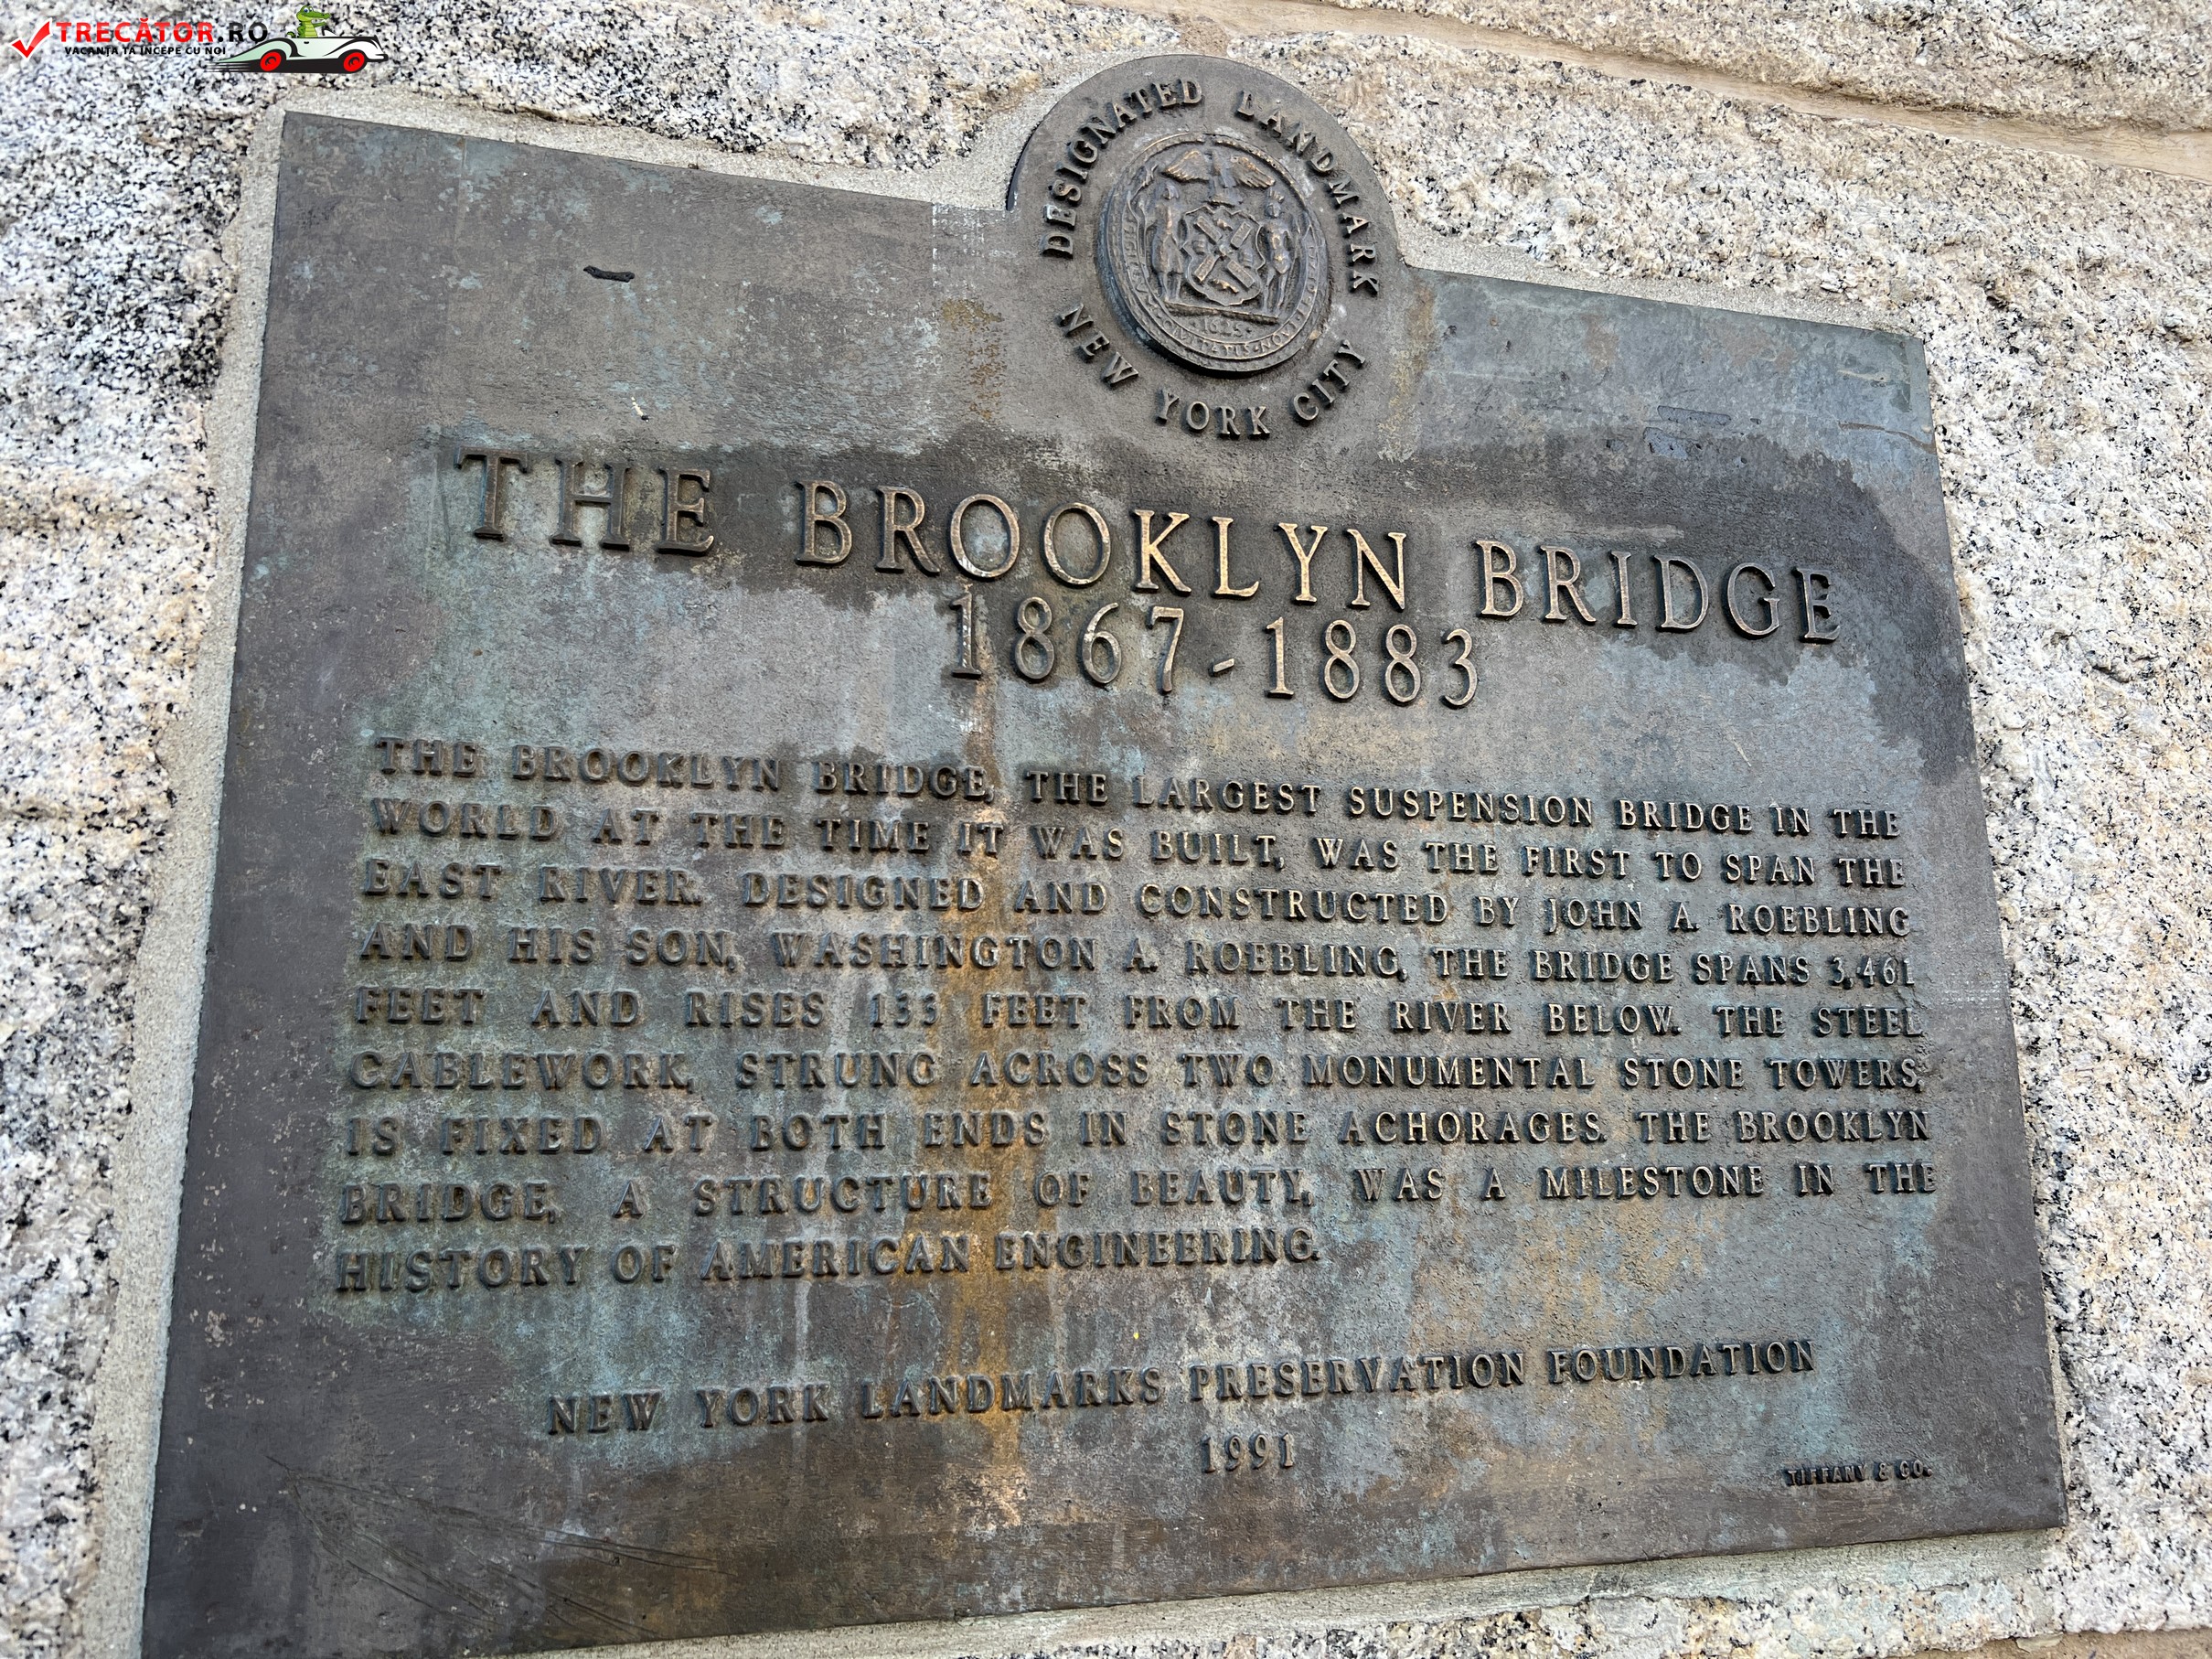 TRECĂTOR.RO
VACANȚA TA ÎNCEPE CU NOI
DESIGNATED LANDMARK
NEW YORK CITY
1625
THE BROOKLYN BRIDGE
1867-1883
THE BROOKLYN BRIDGE, THE LARGEST SUSPENSION BRIDGE IN THE
WORLD AT THE TIME IT WAS BUILT, WAS THE FIRST TO SPAN THE
EAST RIVER. DESIGNED AND CONSTRUCTED BY JOHN A. ROEBLING
AND HIS SON, WASHINGTON A. ROEBLING, THE BRIDGE SPANS 3,461
FEET AND RISES 133 FEET FROM THE RIVER BELOW. THE STEEL
CABLEWORK, STRUNG ACROSS TWO MONUMENTAL STONE TOWERS,
IS FIXED AT BOTH ENDS IN STONE ACHORAGES. THE BROOKLYN
BRIDGE, A STRUCTURE OF BEAUTY, WAS A MILESTONE IN THE
HISTORY OF AMERICAN ENGINEERING.
NEW YORK LANDMARKS PRESERVATION FOUNDATION
1991
TIFFANY & CO.